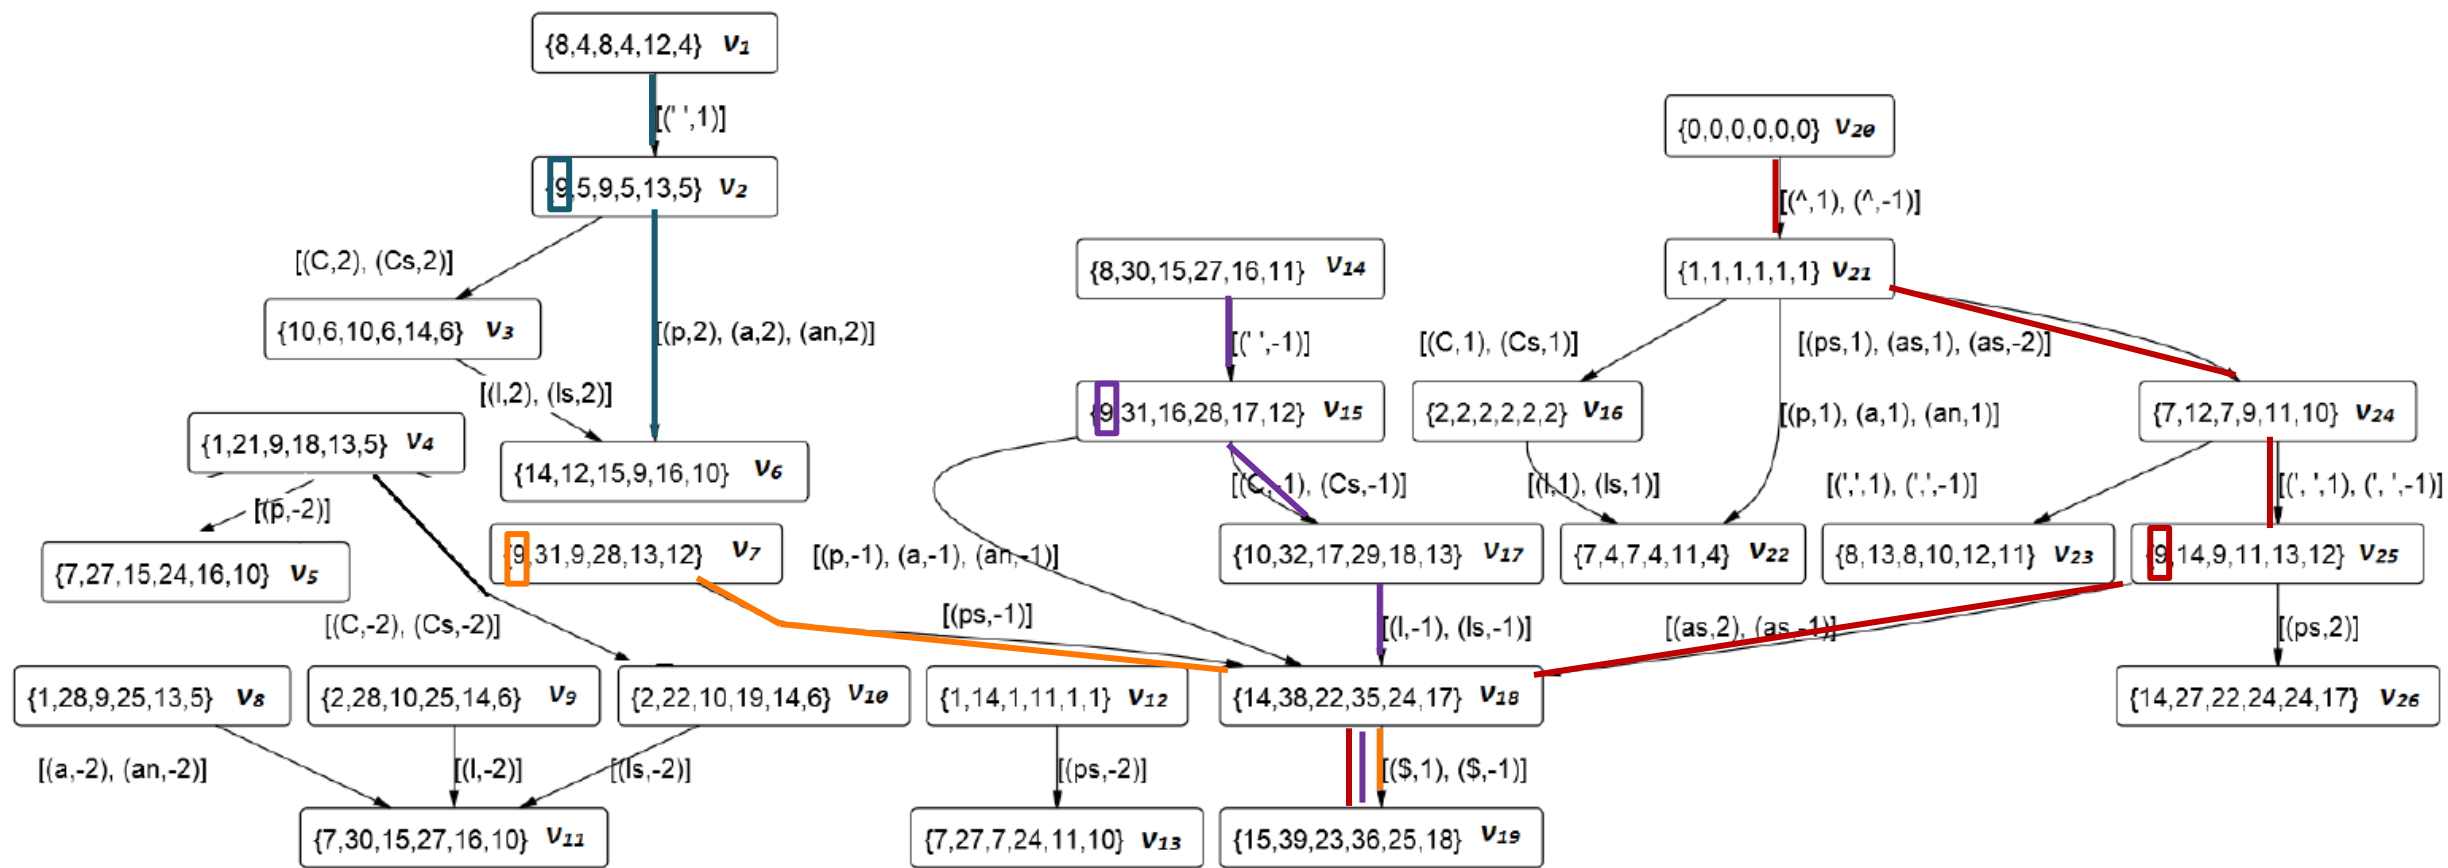 {8,4,8,4,12,4} v1
[(' ',1)]
{9,5,9,5,13,5} v2
[(C,2), (Cs,2)]
{10,6,10,6,14,6} v3
[(p,2), (a,2), (an,2)]
[(l,2), (ls,2)]
{1,21,9,18,13,5} v4
{14,12,15,9,16,10} v6
[(p,-2)]
{7,27,15,24,16,10} v5
{9,31,9,28,13,12} v7
[(C,-2), (Cs,-2)]
[(ps,-1)]
{1,28,9,25,13,5} v8
{2,28,10,25,14,6} v9
{2,22,10,19,14,6} v10
[(a,-2), (an,-2)]
[(l,-2)]
[(ls,-2)]
{7,30,15,27,16,10} v11
{1,14,1,11,1,1} v12
[(ps,-2)]
{7,27,7,24,11,10} v13
{8,30,15,27,16,11} v14
[(' ',-1)]
{9,31,16,28,17,12} v15
[(C,-1), (Cs,-1)]
[(p,-1), (a,-1), (an,-1)]
{10,32,17,29,18,13} v17
[(l,-1), (ls,-1)]
{14,38,22,35,24,17} v18
[($,1), ($,-1)]
{15,39,23,36,25,18} v19
{0,0,0,0,0,0} v20
[(^,1), (^,-1)]
{1,1,1,1,1,1} v21
[(C,1), (Cs,1)]
[(ps,1), (as,1), (as,-2)]
{2,2,2,2,2,2} v16
[(p,1), (a,1), (an,1)]
{7,12,7,9,11,10} v24
[(l,1), (ls,1)]
[(',',1), (',',-1)]
[(', ',1), (', ',-1)]
{7,4,7,4,11,4} v22
{8,13,8,10,12,11} v23
{9,14,9,11,13,12} v25
[(as,2), (as,-1)]
[(ps,2)]
{14,27,22,24,24,17} v26